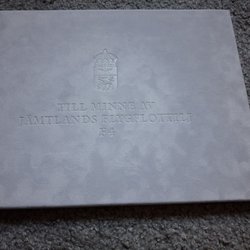 TILL MINNE AV
JÄMTLANDS FLYGFLOTTILJ
F4